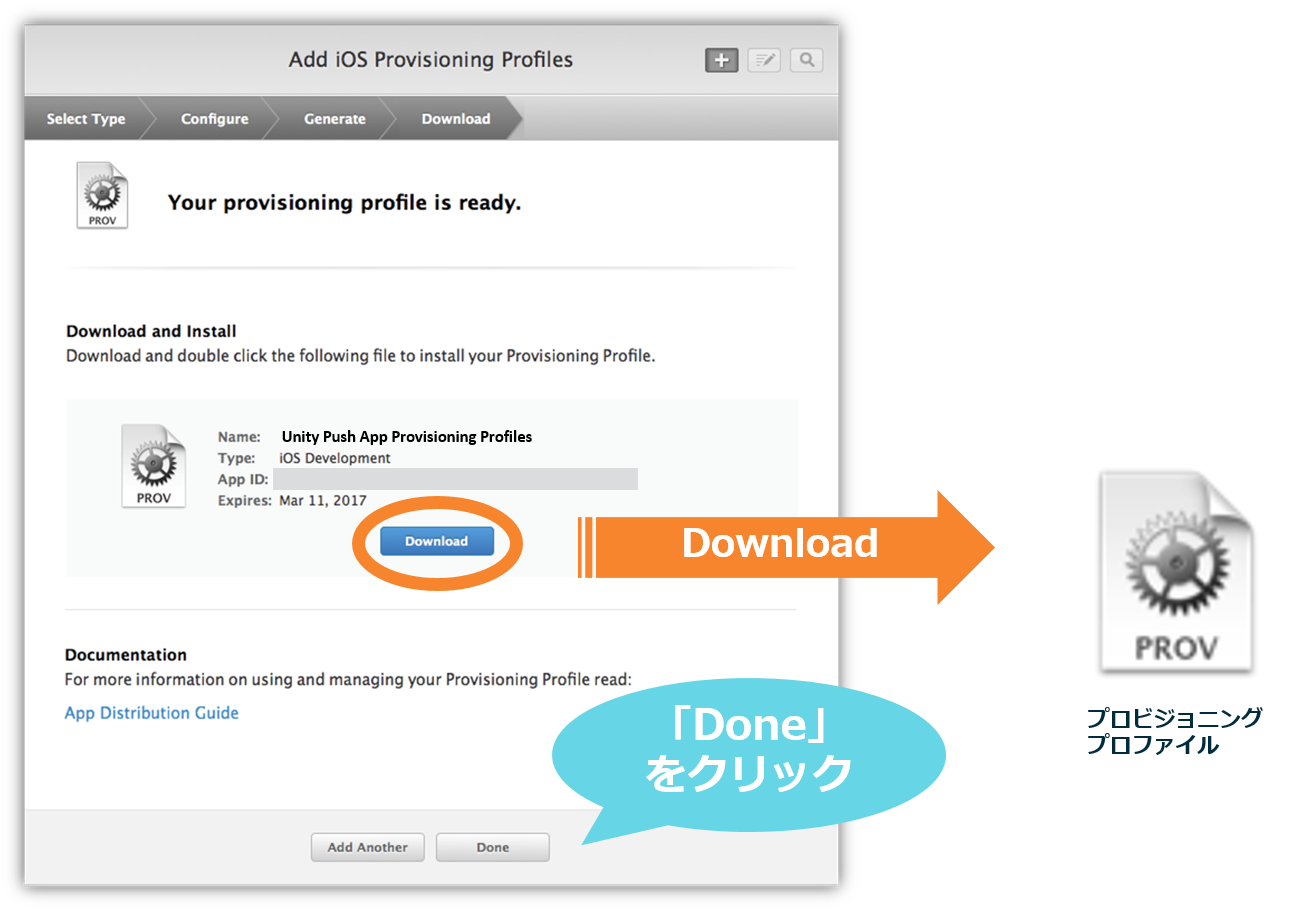 Add iOS Provisioning Profiles
Select Type
Configure
Generate
Download
PROV
Your provisioning profile is ready.
Download and Install
Download and double click the following file to install your Provisioning Profile.
PROV
Name: Unity Push App Provisioning Profiles
Type: iOS Development
App ID:
Expires: Mar 11, 2017
Download
Download
PROV
プロビジョニング
プロファイル
Documentation
For more information on using and managing your Provisioning Profile read:
App Distribution Guide
「Done」
をクリック
Add Another
Done